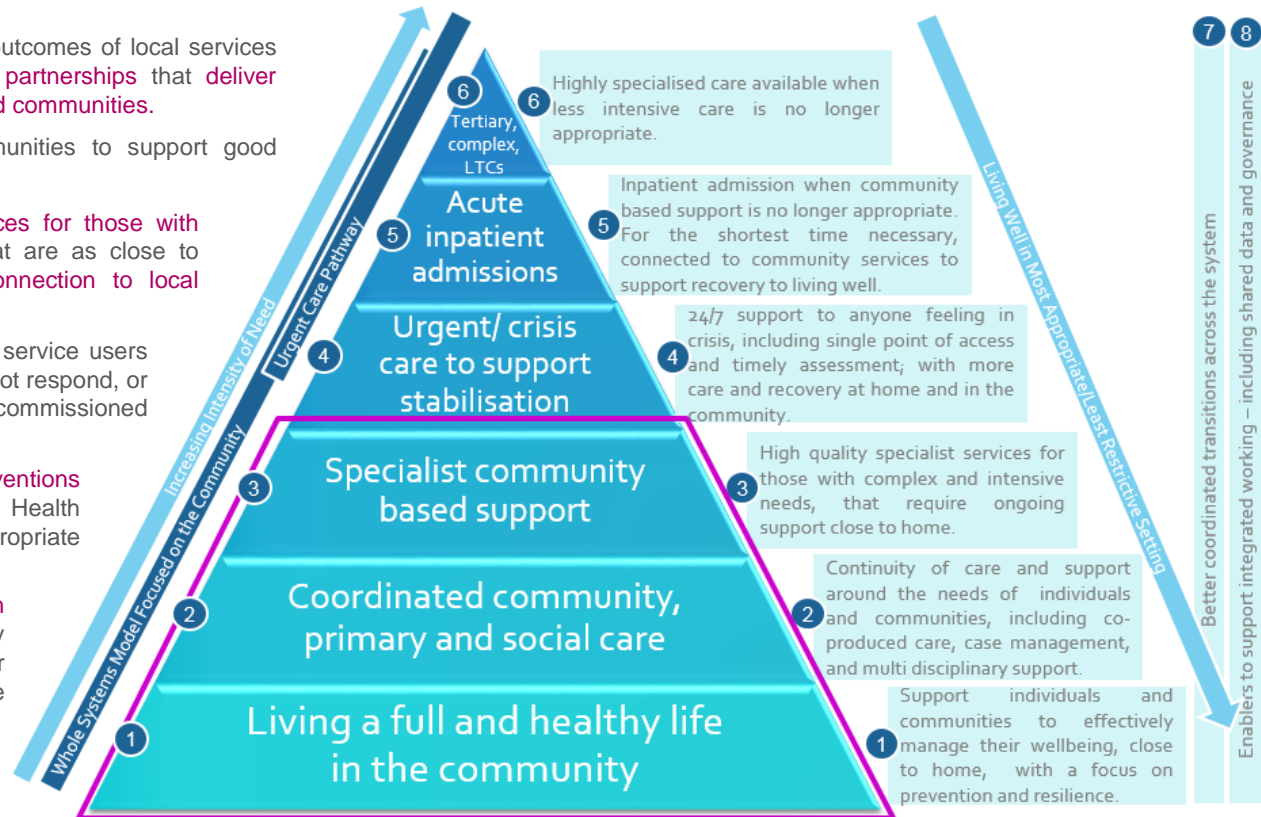 outcomes of local services
partnerships that deliver
d communities.
munities to support good
ces for those with
at are as close to
onnection to local
service users
ot respond, or
commissioned
ventions
Health
propriate
n
y
r
e
Increasing Intensity of Need
Whole Systems Model Focused on the Community
Urgent Care Pathway
6
Tertiary,
complex,
LTCs
6
Highly specialised care available when
less intensive care is no longer
appropriate.
5
Acute
inpatient
admissions
5
Inpatient admission when community
based support is no longer appropriate.
For the shortest time necessary,
connected to community services to
support recovery to living well.
4
Urgent/ crisis
care to support
stabilisation
4
24/7 support to anyone feeling in
crisis, including single point of access
and timely assessment; with more
care and recovery at home and in the
community.
3
Specialist community
based support
3
High quality specialist services for
those with complex and intensive
needs, that require ongoing
support close to home.
2
Coordinated community,
primary and social care
2
Continuity of care and support
around the needs of individuals
and communities, including co-
produced care, case management,
and multi disciplinary support.
1
Living a full and healthy life
in the community
1
Support individuals and
communities to effectively
manage their wellbeing, close
to home, with a focus on
prevention and resilience.
Living Well in Most Appropriate/Least Restrictive Setting
7
Better coordinated transitions across the system
8
Enablers to support integrated working – including shared data and governance